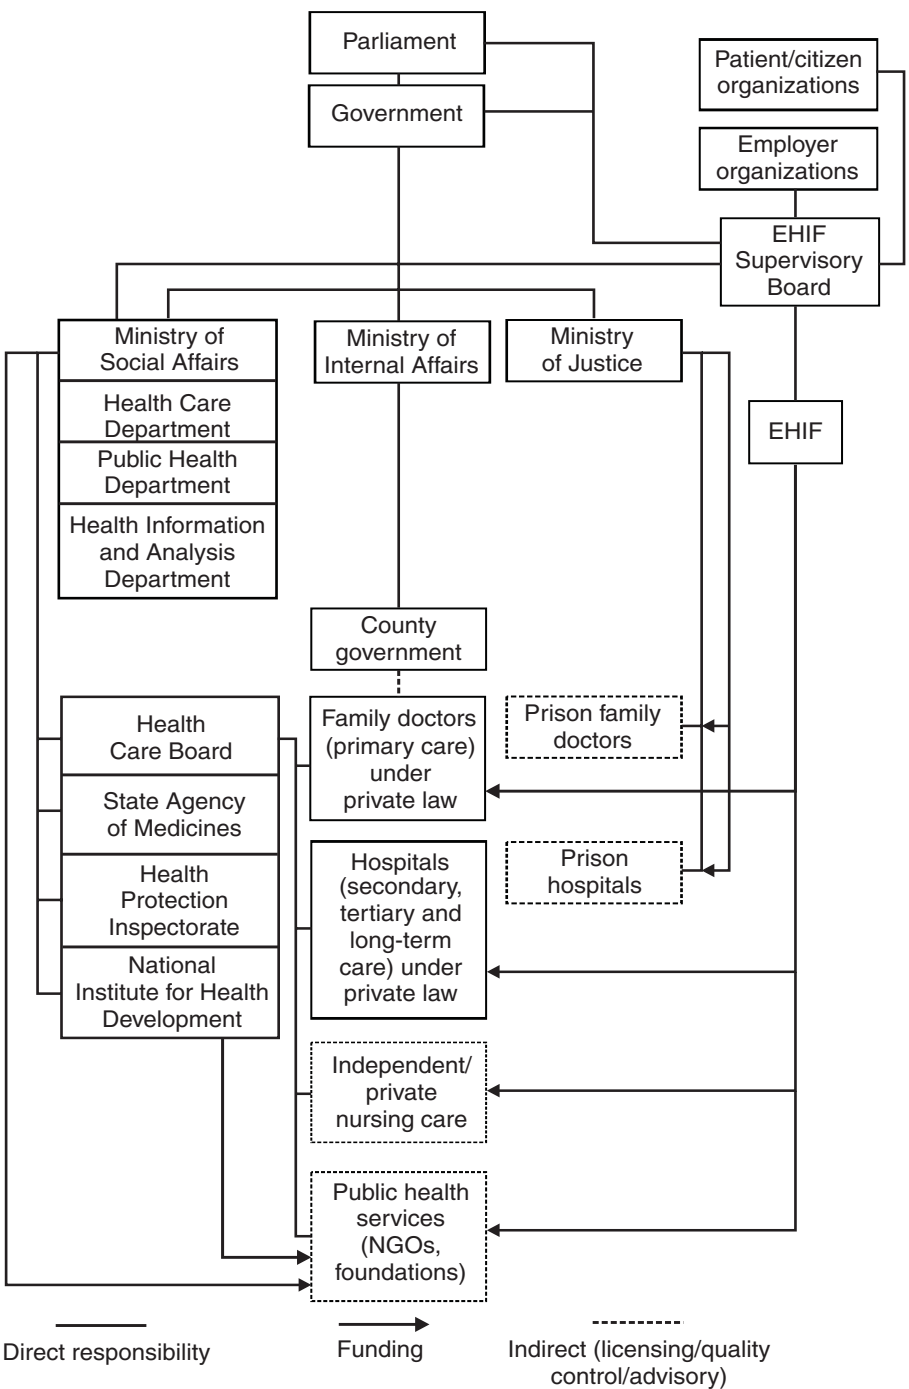 Parliament
Government
Patient/citizen
organizations
Employer
organizations
EHIF
Supervisory
Board
Ministry of
Social Affairs
Health Care
Department
Public Health
Department
Health Information
and Analysis
Department
Ministry of
Internal Affairs
Ministry
of Justice
EHIF
County
government
Health
Care Board
State Agency
of Medicines
Health
Protection
Inspectorate
National
Institute for Health
Development
Family doctors
(primary care)
under
private law
Prison family
doctors
Hospitals
(secondary,
tertiary and
long-term
care) under
private law
Prison
hospitals
Independent/
private
nursing care
Public health
services
(NGOs,
foundations)
Direct responsibility
Funding
Indirect (licensing/quality
control/advisory)